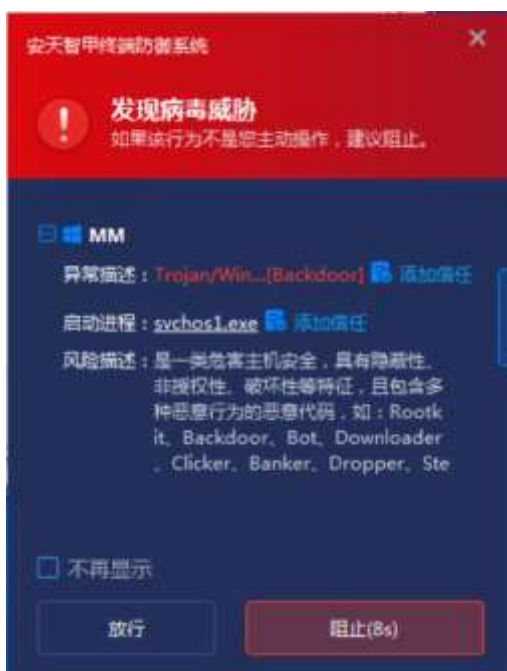 安天智甲终端防御系统
发现病毒威胁
如果该行为不是您主动操作，建议阻止。
MM
异常描述：Trojan/Win...[Backdoor] 添加信任
启动进程：svchos1.exe 添加信任
风险描述：是一类危害主机安全，具有隐蔽性、
非授权性、破坏性等特征，且包含多
种恶意行为的恶意代码，如：Rootk
it、Backdoor、Bot、Downloader
、Clicker、Banker、Dropper、Ste
不再显示
放行
阻止(8s)